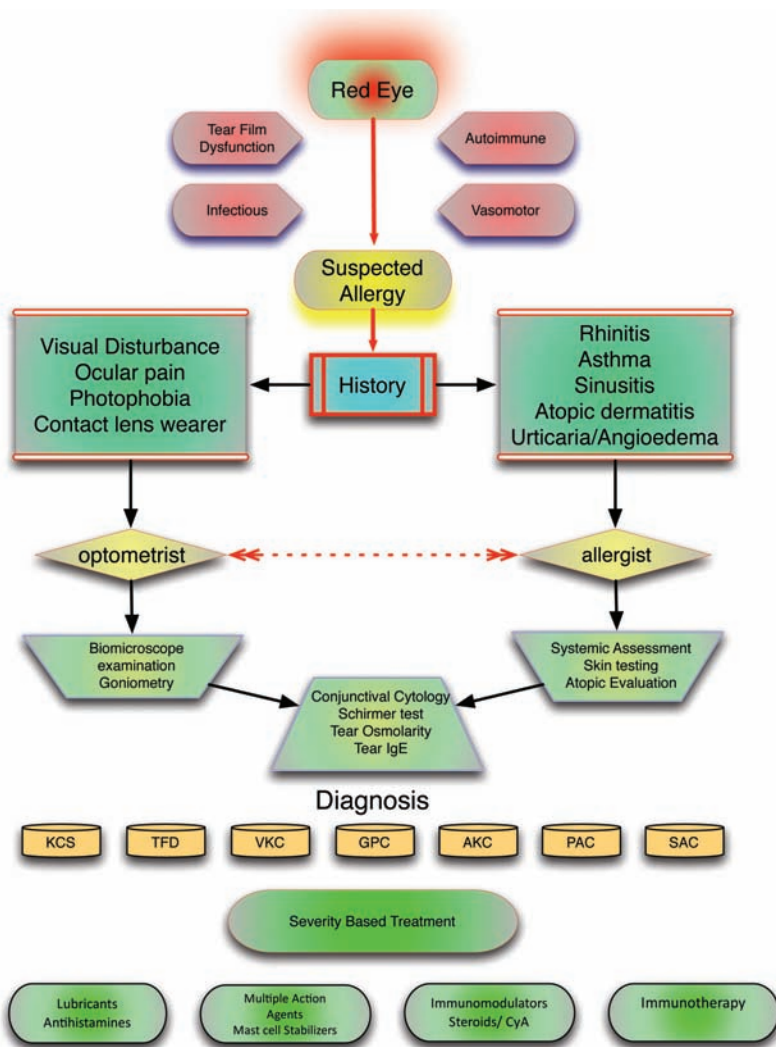 Red Eye
Tear Film
Dysfunction
Autoimmune
Infectious
Vasomotor
Suspected
Allergy
Visual Disturbance
Ocular pain
Photophobia
Contact lens wearer
History
Rhinitis
Asthma
Sinusitis
Atopic dermatitis
Urticaria/Angioedema
optometrist
allergist
Biomicroscope
examination
Goniometry
Systemic Assessment
Skin testing
Atopic Evaluation
Conjunctival Cytology
Schirmer test
Tear Osmolarity
Tear IgE
Diagnosis
KCS
TFD
VKC
GPC
AKC
PAC
SAC
Severity Based Treatment
Lubricants
Antihistamines
Multiple Action
Agents
Mast cell Stabilizers
Immunomodulators
Steroids/ CyA
Immunotherapy